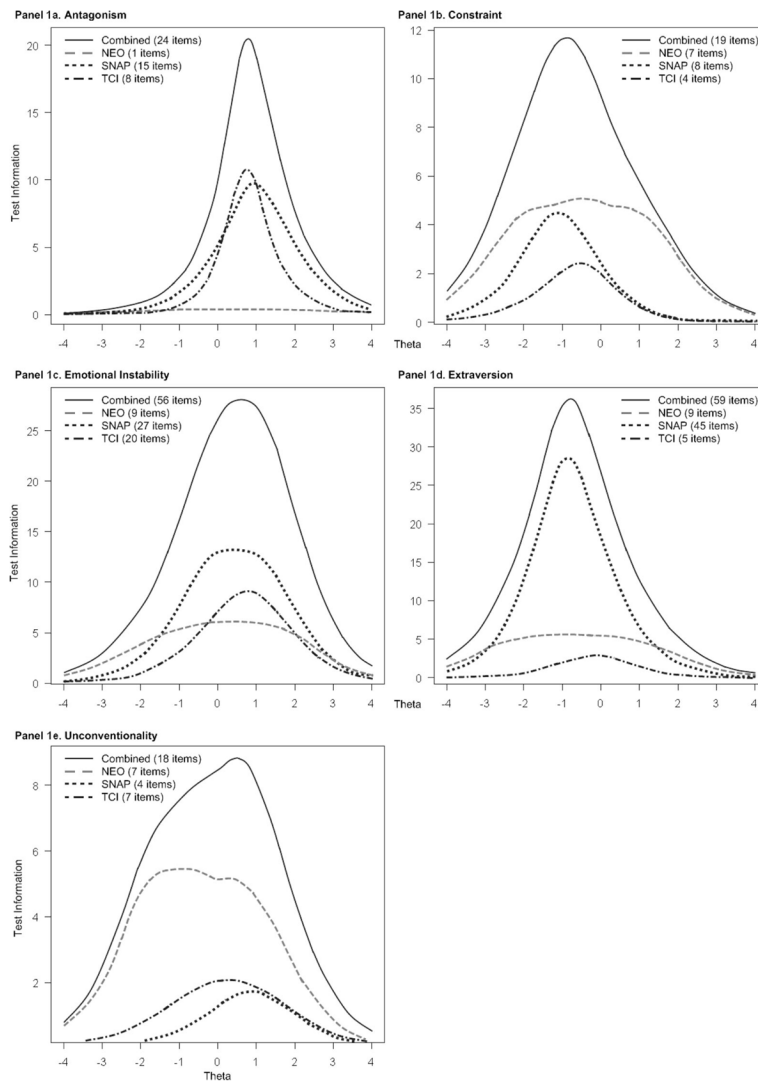 Panel 1a. Antagonism
Combined (24 items)
NEO (1 items)
SNAP (15 items)
TCI (8 items)
20
15
10
5
0
Test Information
-4 -3 -2 -1 0 1 2 3 4
Panel 1b. Constraint
Combined (19 items)
NEO (7 items)
SNAP (8 items)
TCI (4 items)
12
10
8
6
4
2
0
Theta -4 -3 -2 -1 0 1 2 3 4
Panel 1c. Emotional Instability
Combined (56 items)
NEO (9 items)
SNAP (27 items)
TCI (20 items)
25
20
15
10
5
0
Test Information
-4 -3 -2 -1 0 1 2 3 4
Panel 1d. Extraversion
Combined (59 items)
NEO (9 items)
SNAP (45 items)
TCI (5 items)
35
30
25
20
15
10
5
0
Theta -4 -3 -2 -1 0 1 2 3 4
Panel 1e. Unconventionality
Combined (18 items)
NEO (7 items)
SNAP (4 items)
TCI (7 items)
8
6
4
2
Test Information
-4 -3 -2 -1 0 1 2 3 4
Theta